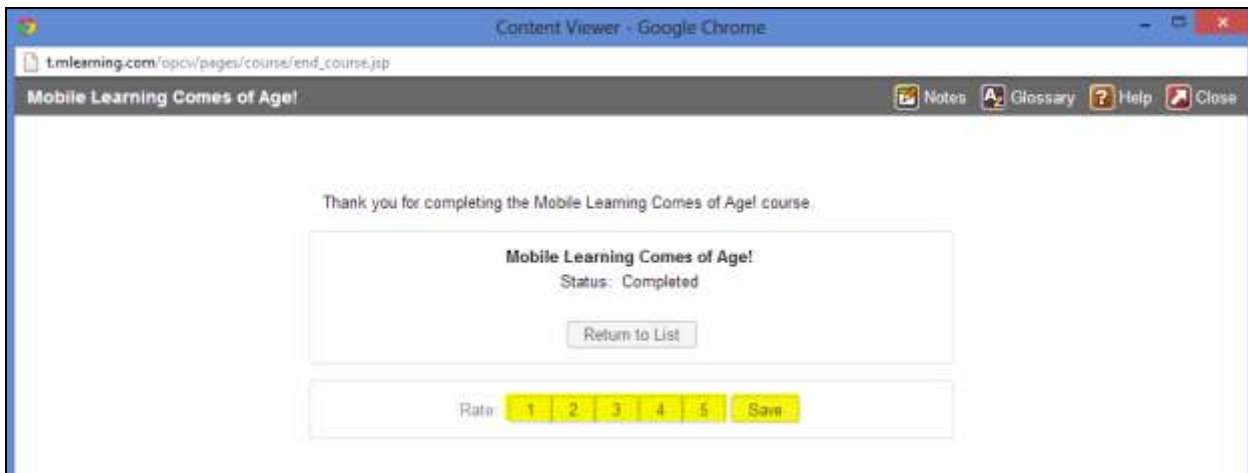 Content Viewer - Google Chrome
t.mlearning.com/opcv/pages/course/end_course.jsp
Mobile Learning Comes of Age! Notes Glossary Help Close
Thank you for completing the Mobile Learning Comes of Age! course
Mobile Learning Comes of Age!
Status: Completed
Return to List
Rate: 1 2 3 4 5 Save